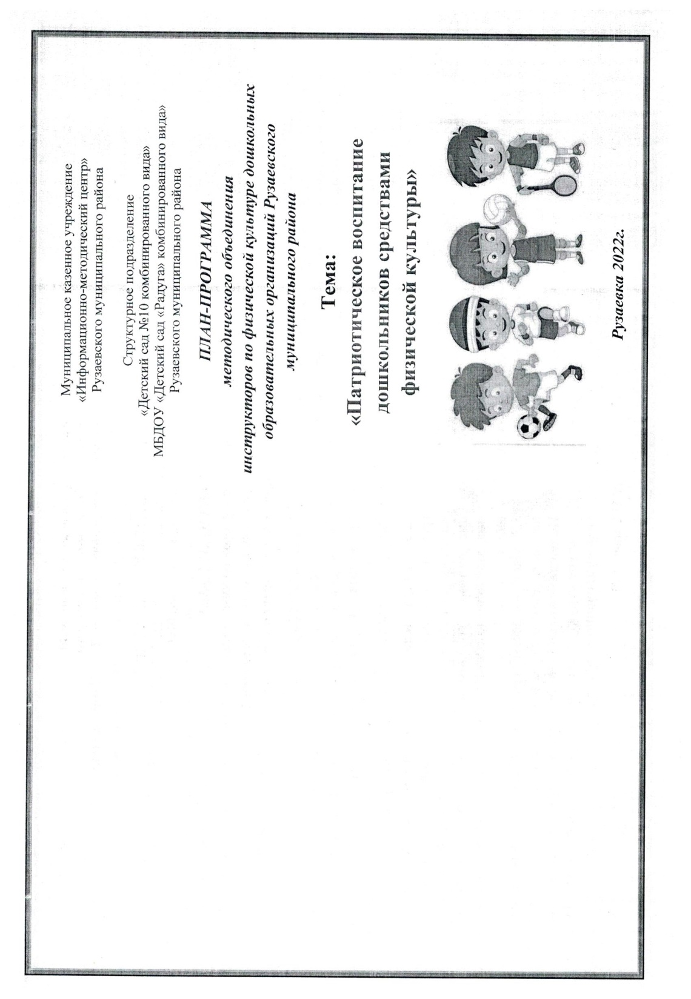 Муниципальное казенное учреждение
«Информационно-методический центр»
Рузаевского муниципального района
Структурное подразделение
«Детский сад №10 комбинированного вида»
МБДОУ «Детский сад «Радуга» комбинированного вида»
Рузаевского муниципального района
ПЛАН-ПРОГРАММА
методического объединения
инструкторов по физической культуре дошкольных
образовательных организаций Рузаевского
муниципального района
Тема:
«Патриотическое воспитание
дошкольников средствами
физической культуры»
Рузаевка 2022г.